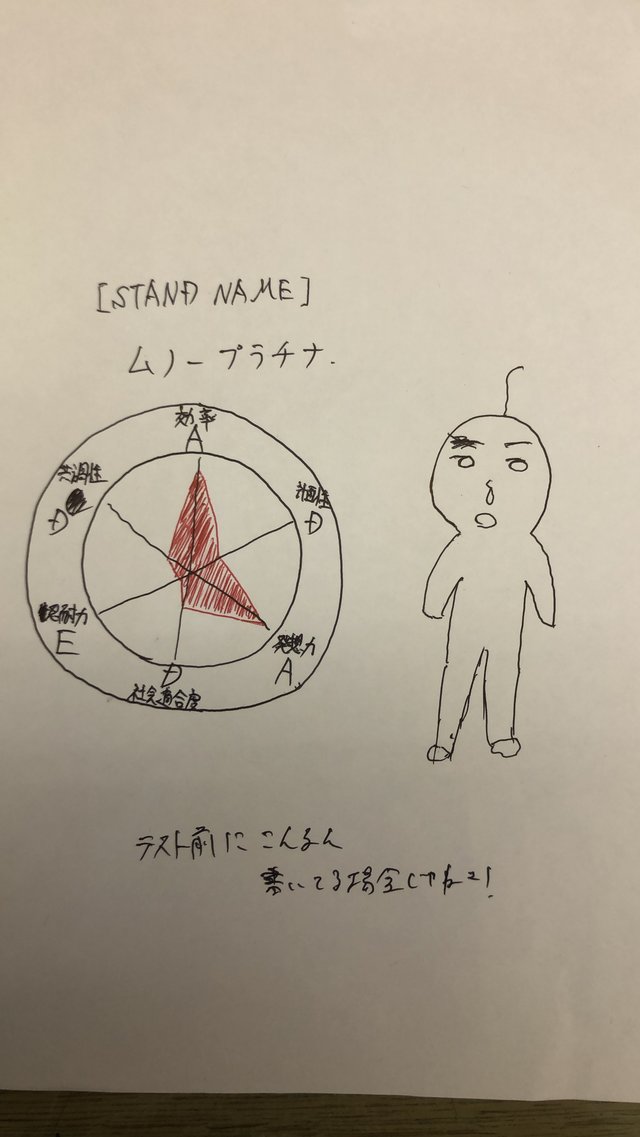 [STAND NAME]
ムノープラチナ.
効率
A
共調性
D
計画性
D
忍耐力
E
発想力
A
D
社会適合度
テスト前にこんなん
書いてる場合じゃねえ!